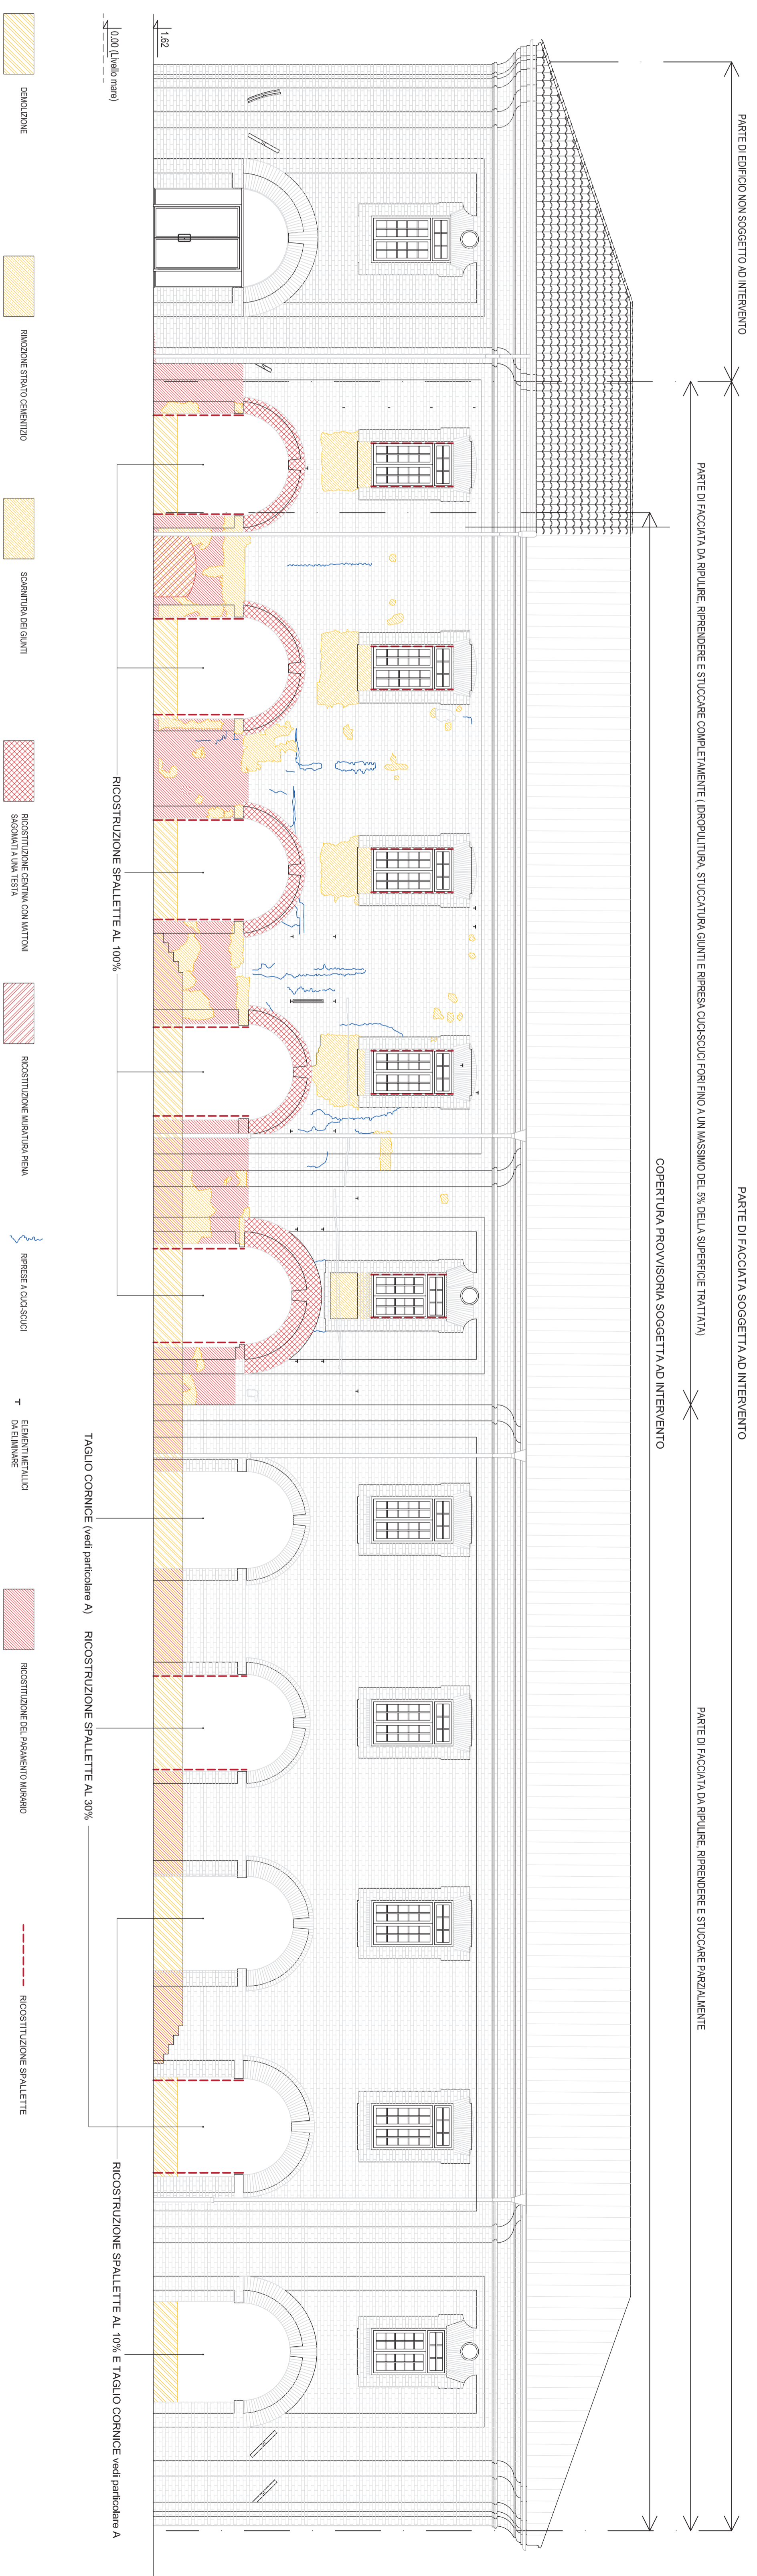 PARTE DI EDIFICIO NON SOGGETTO AD INTERVENTO
PARTE DI FACCIATA SOGGETTA AD INTERVENTO
PARTE DI FACCIATA DA RIPULIRE, RIPRENDERE E STUCCARE COMPLETAMENTE ( IDROPULITURA, STUCCATURA GIUNTI E RIPRESA CUCI-SCUCI FORI FINO A UN MASSIMO DEL 5% DELLA SUPERFICIE TRATTATA)
PARTE DI FACCIATA DA RIPULIRE, RIPRENDERE E STUCCARE PARZIALMENTE
COPERTURA PROVVISORIA SOGGETTA AD INTERVENTO
1.62
0.00 (Livello mare)
RICOSTRUZIONE SPALLETTE AL 100%
TAGLIO CORNICE (vedi particolare A)
RICOSTRUZIONE SPALLETTE AL 30%
RICOSTRUZIONE SPALLETTE AL 10% E TAGLIO CORNICE vedi particolare A
DEMOLIZIONE
RIMOZIONE STRATO CEMENTIZIO
SCARNITURA DEI GIUNTI
RICOSTITUZIONE CENTINA CON MATTONI
SAGOMATI A UNA TESTA
RICOSTITUZIONE MURATURA PIENA
RIPRESE A CUCI-SCUCI
ELEMENTI METALLICI
DA ELIMINARE
RICOSTITUZIONE DEL PARAMENTO MURARIO
RICOSTITUZIONE SPALLETTE